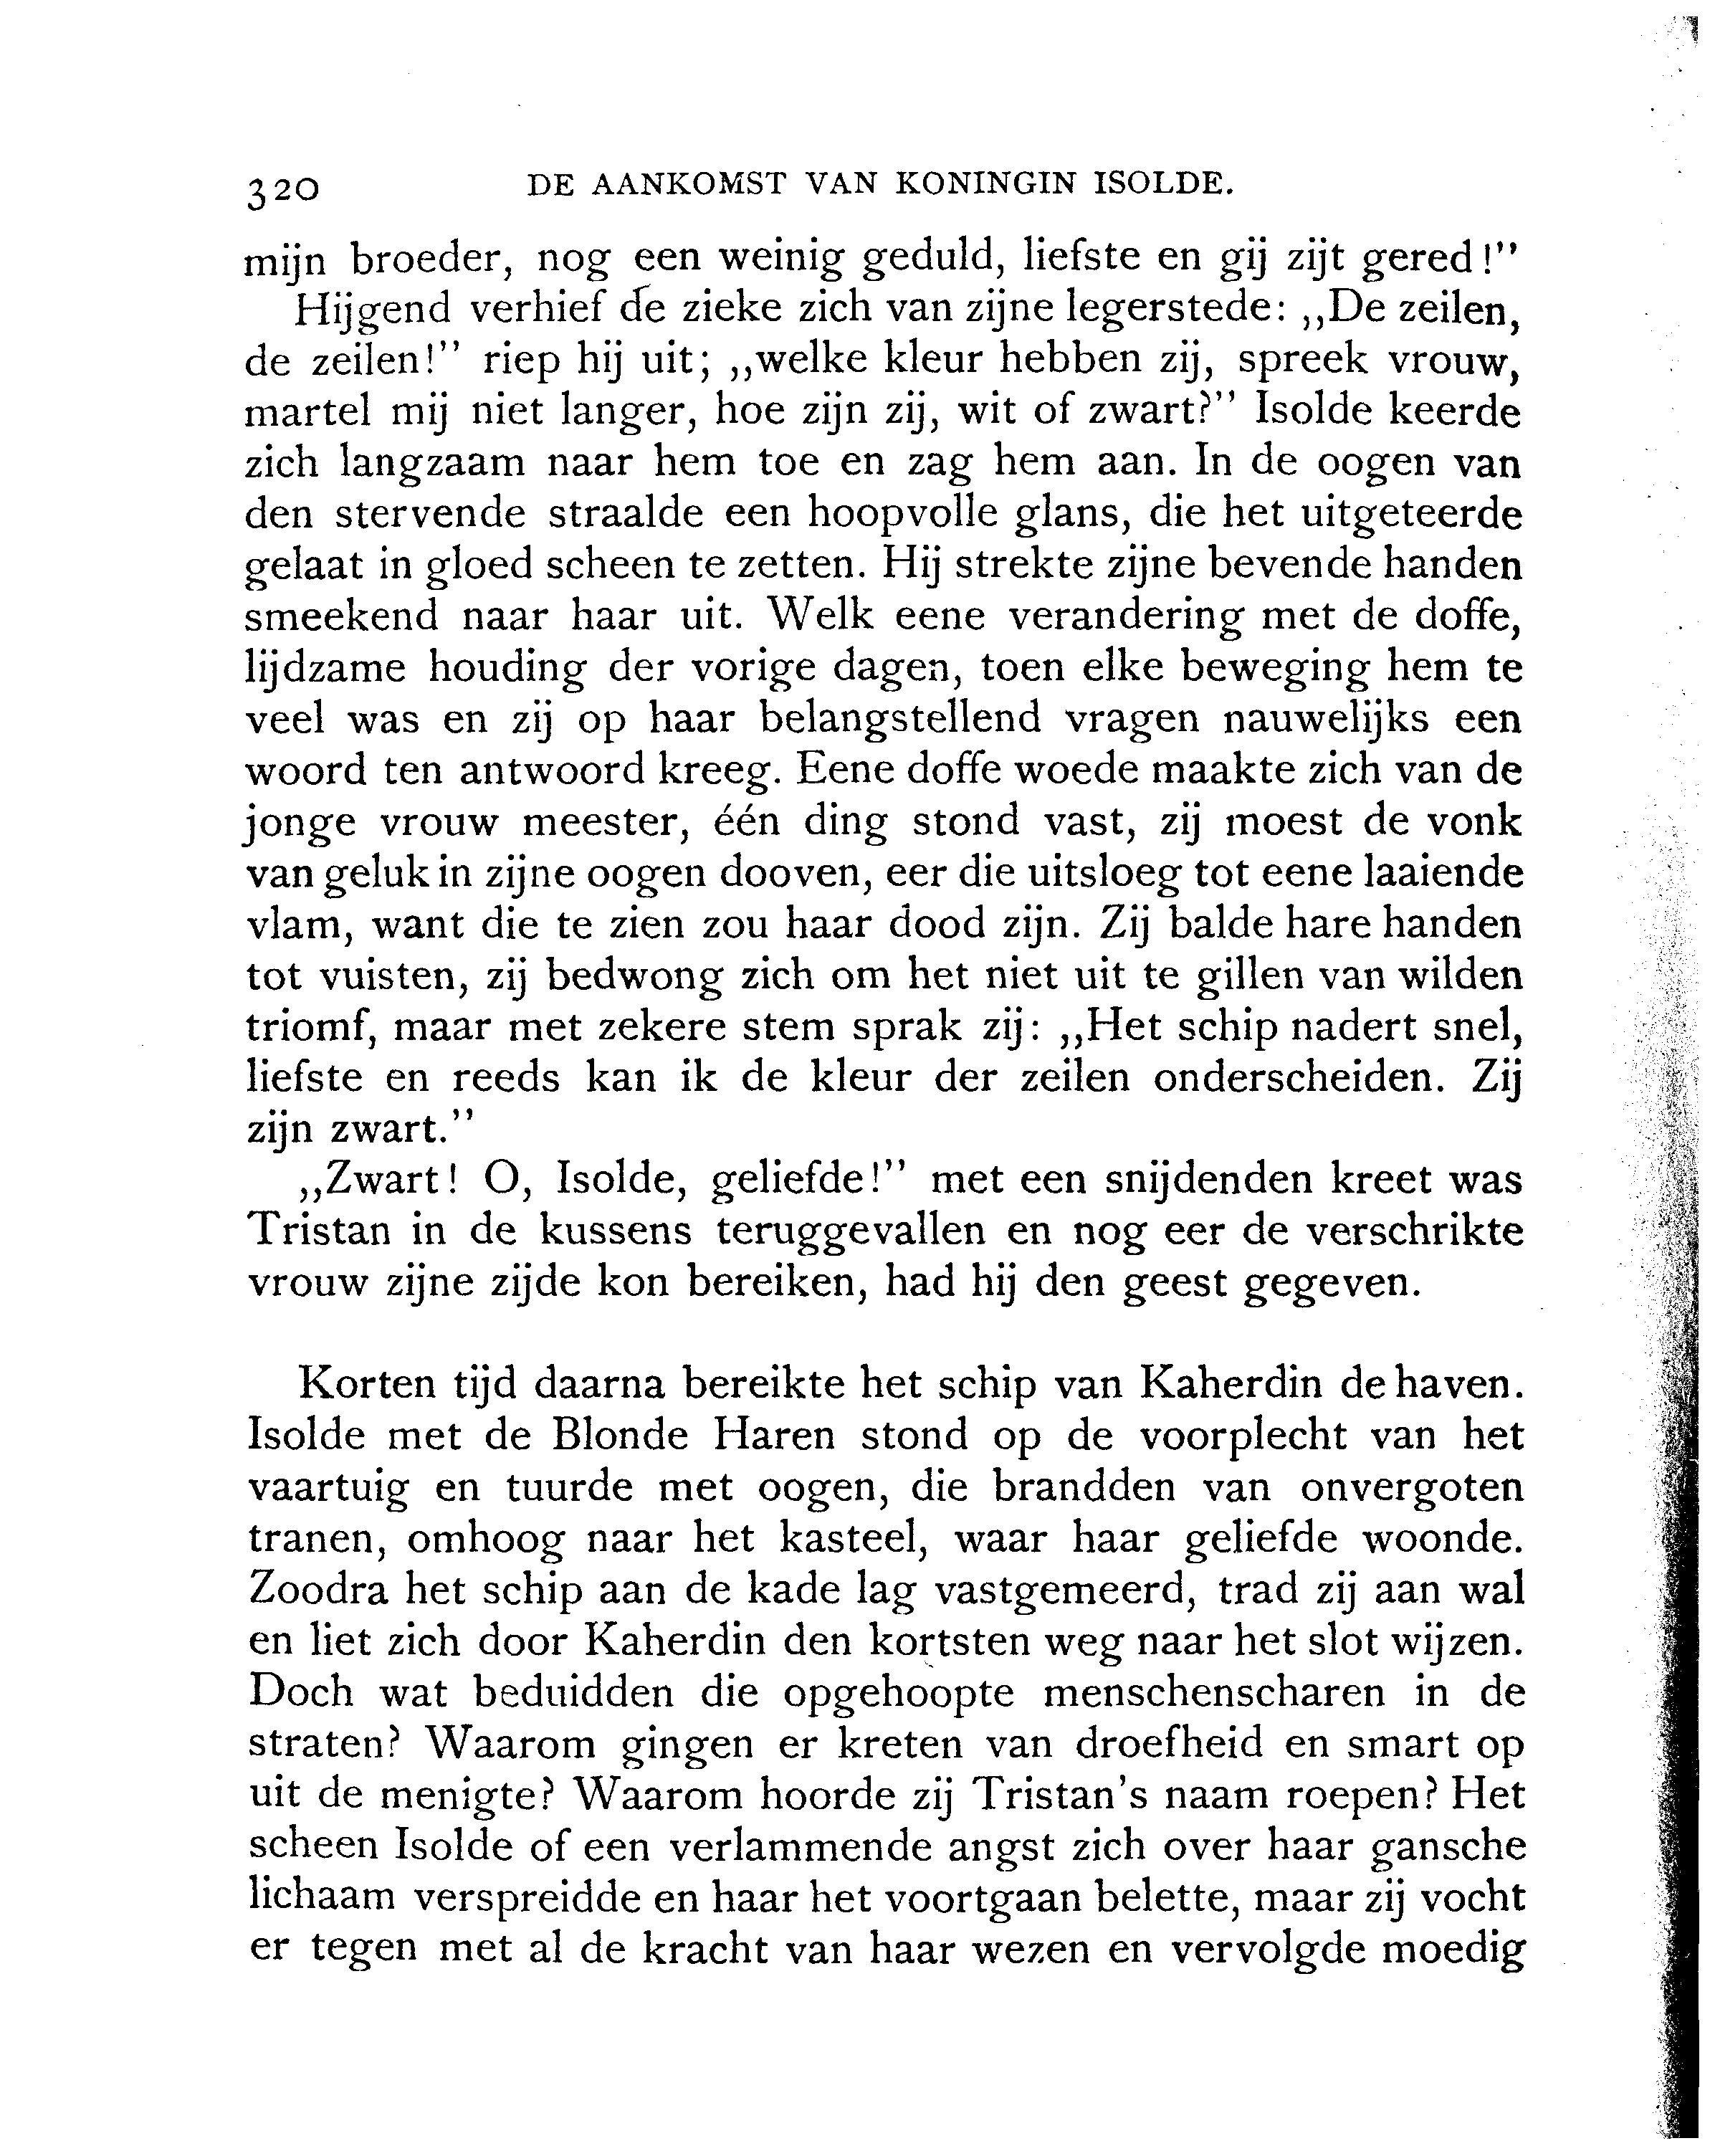 320 DE AANKOMST VAN KONINGIN ISOLDE.
mijn broeder, nog een weinig geduld, liefste en gij zijt gered!"
Hijgend verhief de zieke zich van zijne legerstede: ,,De zeilen,
de zeilen!" riep hij uit; ,,welke kleur hebben zij, spreek vrouw,
martel mij niet langer, hoe zijn zij, wit of zwart?" Isolde keerde
zich langzaam naar hem toe en zag hem aan. In de oogen van
den stervende straalde een hoopvolle glans, die het uitgeteerde
gelaat in gloed scheen te zetten. Hij strekte zijne bevende handen
smeekend naar haar uit. Welk eene verandering met de doffe,
lijdzame houding der vorige dagen, toen elke beweging hem te
veel was en zij op haar belangstellend vragen nauwelijks een
woord ten antwoord kreeg. Eene doffe woede maakte zich van de
jonge vrouw meester, één ding stond vast, zij moest de vonk
van geluk in zijne oogen dooven, eer die uitsloeg tot eene laaiende
vlam, want die te zien zou haar dood zijn. Zij balde hare handen
tot vuisten, zij bedwong zich om het niet uit te gillen van wilden
triomf, maar met zekere stem sprak zij: ,,Het schip nadert snel,
liefste en reeds kan ik de kleur der zeilen onderscheiden. Zij
zijn zwart."
,,Zwart! O, Isolde, geliefde!" met een snijdenden kreet was
Tristan in de kussens teruggevallen en nog eer de verschrikte
vrouw zijne zijde kon bereiken, had hij den geest gegeven.
Korten tijd daarna bereikte het schip van Kaherdin de haven.
Isolde met de Blonde Haren stond op de voorplecht van het
vaartuig en tuurde met oogen, die brandden van onvergoten
tranen, omhoog naar het kasteel, waar haar geliefde woonde.
Zoodra het schip aan de kade lag vastgemeerd, trad zij aan wal
en liet zich door Kaherdin den kortsten weg naar het slot wijzen.
Doch wat beduidden die opgehoopte menschenscharen in de
straten? Waarom gingen er kreten van droefheid en smart op
uit de menigte? Waarom hoorde zij Tristan's naam roepen? Het
scheen Isolde of een verlammende angst zich over haar gansche
lichaam verspreidde en haar het voortgaan belette, maar zij vocht
er tegen met al de kracht van haar wezen en vervolgde moedig